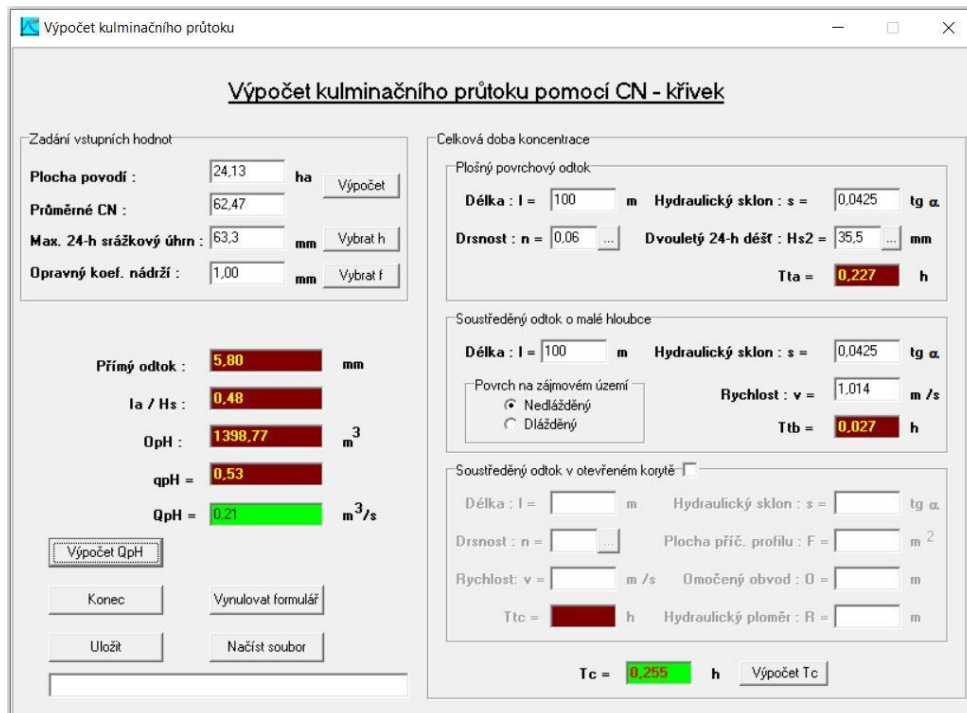 Výpočet kulminačního průtoku
Výpočet kulminačního průtoku pomocí CN - křivek
Zadání vstupních hodnot
Plocha povodí : 24,13 ha Výpočet
Průměrné CN : 62,47
Max. 24-h srážkový úhrn : 63,3 mm Vybrat h
Opravný koef. nádrží : 1,00 mm Vybrat f
Přímý odtok : 5,80 mm
Ia / Hs : 0,48
OpH : 1398,77 m3
qpH = 0,53
QpH = 0,21 m3/s
Výpočet QpH
Konec Vynulovat formulář
Uložit Načíst soubor
Celková doba koncentrace
Plošný povrchový odtok
Délka : l = 100 m Hydraulický sklon : s = 0,0425 tg α
Drsnost : n = 0,06 ... Dvouletý 24-h déšť : Hs2 = 35,5 ... mm
Tta = 0,227 h
Soustředěný odtok o malé hloubce
Délka : l = 100 m Hydraulický sklon : s = 0,0425 tg α
Povrch na zájmovém území
Nedlážděný
Dlážděný
Rychlost : v = 1,014 m /s
Ttb = 0,027 h
Soustředěný odtok v otevřeném korytě
Délka : l = m Hydraulický sklon : s = tg α
Drsnost : n = ... Plocha příč. profilu : F = m 2
Rychlost: v = m /s Omočený obvod : O = m
Ttc = h Hydraulický ploměr : R = m
Tc = 0,255 h Výpočet Tc